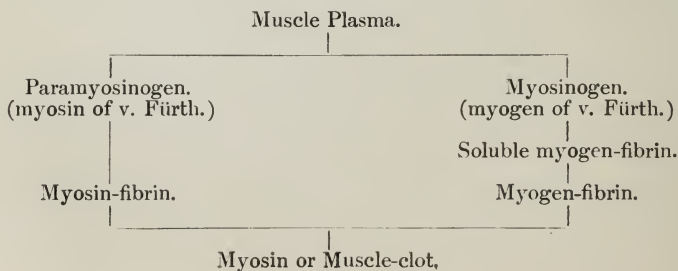 Muscle Plasma.
Paramyosinogen.
(myosin of v. Fürth.)
Myosinogen.
(myogen of v. Fürth.)
Soluble myogen-fibrin.
Myosin-fibrin.
Myogen-fibrin.
Myosin or Muscle-clot,